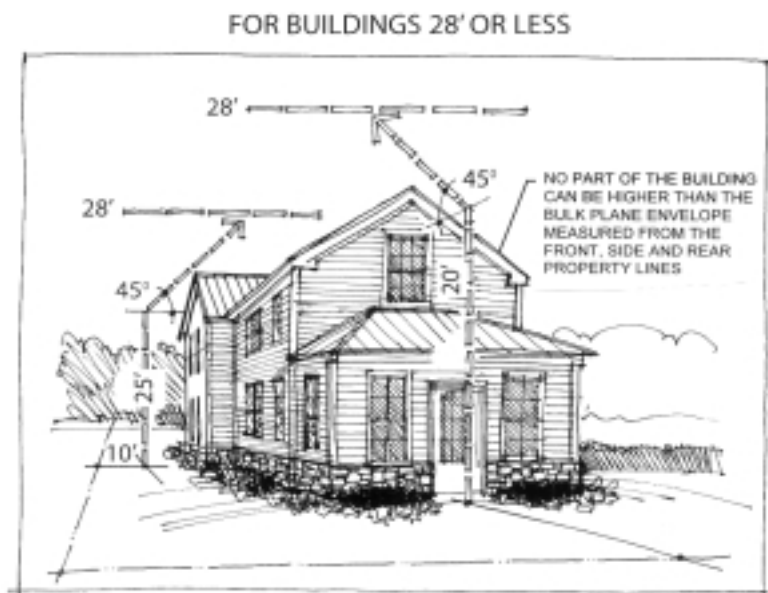 FOR BUILDINGS 28' OR LESS
28'
45°
NO PART OF THE BUILDING
CAN BE HIGHER THAN THE
BULK PLANE ENVELOPE
MEASURED FROM THE
FRONT, SIDE AND REAR
PROPERTY LINES
28'
20'
45°
25'
10'